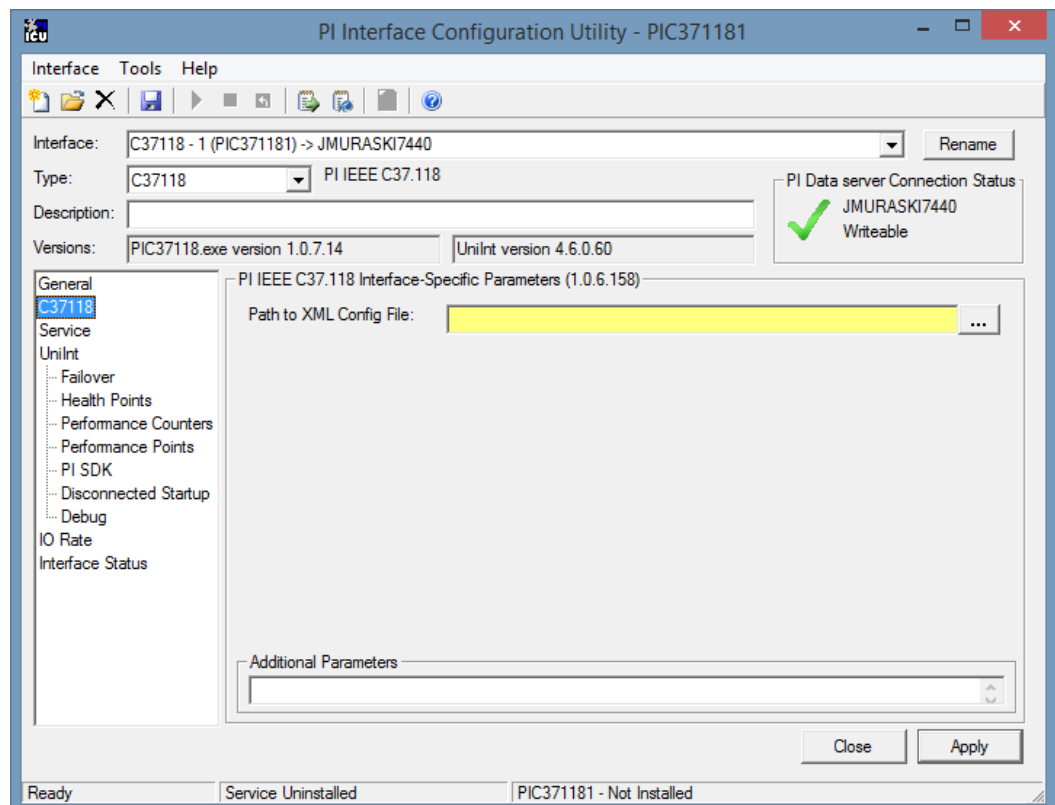 icu
PI Interface Configuration Utility - PIC371181
Interface Tools Help
Interface: C37118 - 1 (PIC371181) -> JMURASKI7440 Rename
Type: C37118 PI IEEE C37.118
PI Data server Connection Status
JMURASKI7440
Writeable
Description:
Versions: PIC37118.exe version 1.0.7.14 UniInt version 4.6.0.60
General
C37118
Service
UniInt
Failover
Health Points
Performance Counters
Performance Points
PI SDK
Disconnected Startup
Debug
IO Rate
Interface Status
PI IEEE C37.118 Interface-Specific Parameters (1.0.6.158)
Path to XML Config File: ...
Additional Parameters
Close Apply
Ready Service Uninstalled PIC371181 - Not Installed